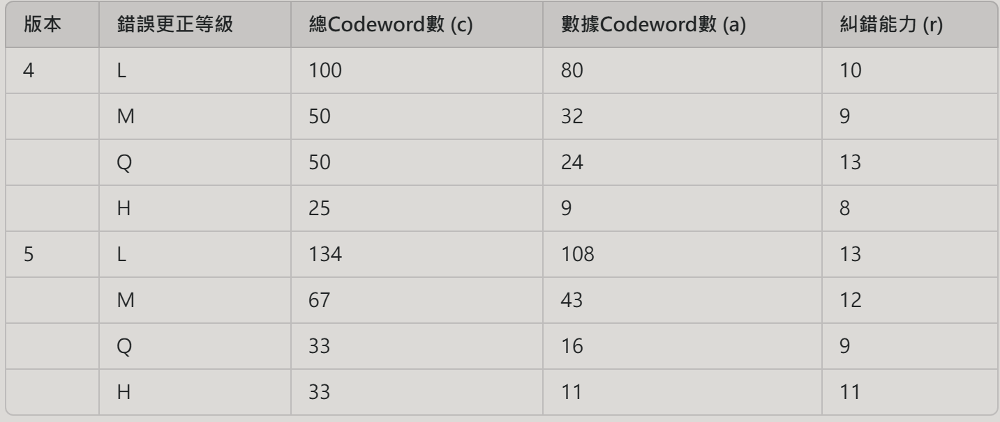 版本 錯誤更正等級 總Codeword數 (c) 數據Codeword數 (a) 糾錯能力 (r)
4 L 100 80 10
M 50 32 9
Q 50 24 13
H 25 9 8
5 L 134 108 13
M 67 43 12
Q 33 16 9
H 33 11 11